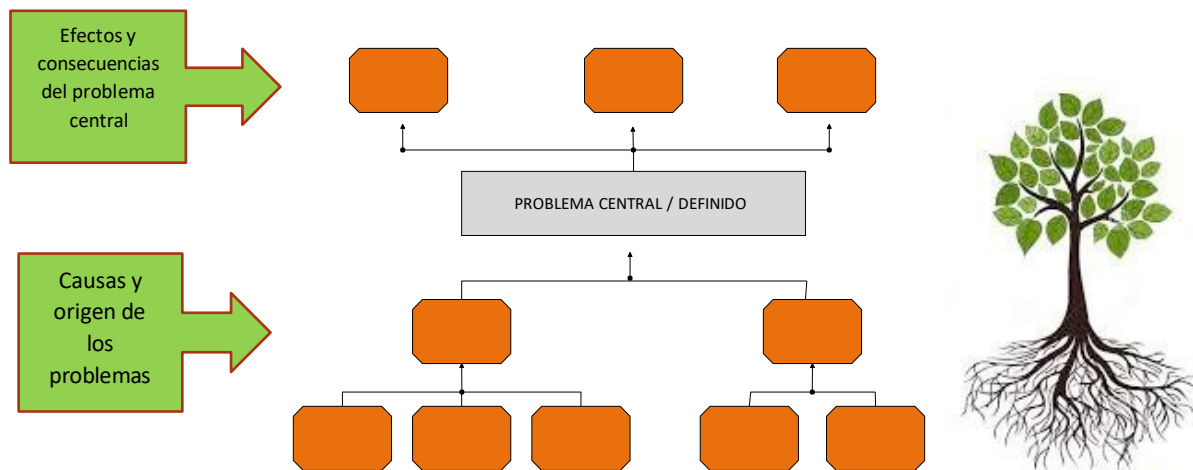 Efectos y
consecuencias
del problema
central
PROBLEMA CENTRAL / DEFINIDO
Causas y
origen de
los
problemas